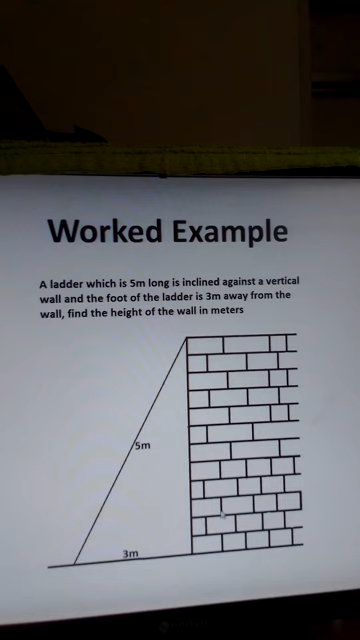 Worked Example
A ladder which is 5m long is inclined against a vertical
wall and the foot of the ladder is 3m away from the
wall, find the height of the wall in meters
5m
3m